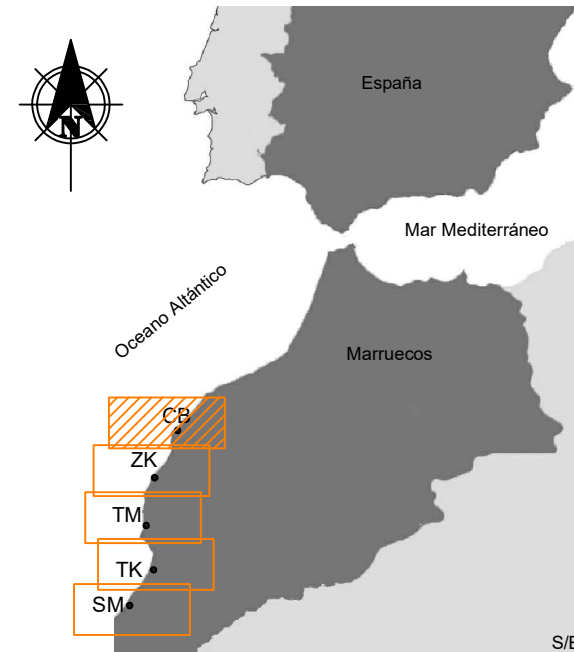 España
N
Mar Mediterráneo
Oceano Altántico
Marruecos
CB
ZK
TM
TK
SM
S/E